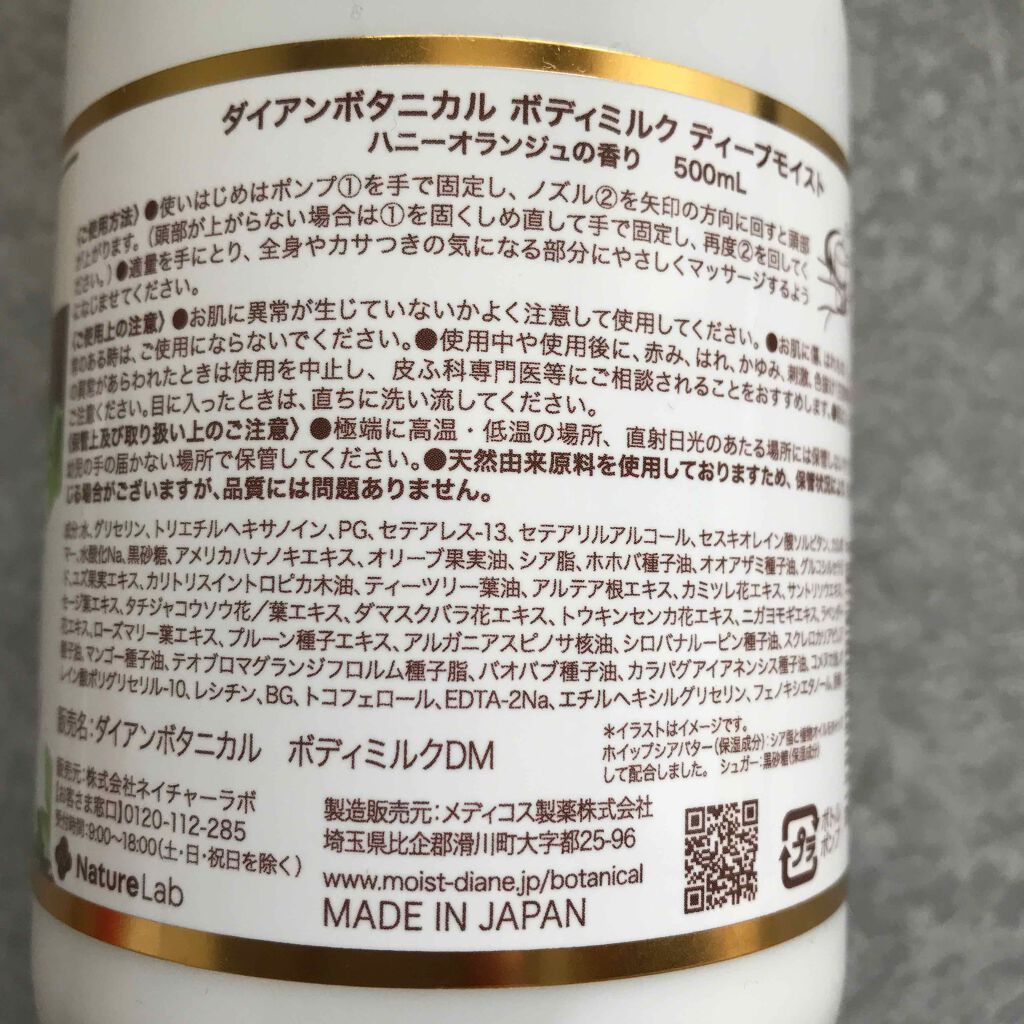 ダイアンボタニカル ボディミルク ディープモイスト
ハニーオランジュの香り 500mL
〈ご使用方法〉●使いはじめはポンプ①を手で固定し、ノズル②を矢印の方向に回すと頭部
が上がります。(頭部が上がらない場合は①を固くしめ直して手で固定し、再度②を回してく
ださい。)●適量を手にとり、全身やカサつきの気になる部分にやさしくマッサージするよう
になじませてください。
〈ご使用上の注意〉●お肌に異常が生じていないかよく注意して使用してください。●お肌に
常のある時は、ご使用にならないでください。●使用中や使用後に、赤み、はれ、かゆみ、刺激、
の異常があらわれたときは使用を中止し、皮ふ科専門医等にご相談されることをおすすめします。
ご注意ください。目に入ったときは、直ちに洗い流してください。
〈保管上及び取り扱い上のご注意〉●極端に高温・低温の場所、直射日光のあたる場所には保管しない
幼児の手の届かない場所で保管してください。●天然由来原料を使用しておりますため、保管状況によ
じる場合がございますが、品質には問題ありません。
成分:水、グリセリン、トリエチルヘキサノイン、PG、セテアレス-13、セテアリルアルコール、セスキオレイン酸ソルビタン、
マー、水酸化Na、黒砂糖、アメリカハナノキエキス、オリーブ果実油、シア脂、ホホバ種子油、オオアザミ種子油、
ド、ユズ果実エキス、カリトリスイントロピカ木油、ティーツリー葉油、アルテア根エキス、カミツレ花エキス、サントリソウエキス、
セージ葉エキス、タチジャコウソウ花/葉エキス、ダマスクバラ花エキス、トウキンセンカ花エキス、ニガヨモギエキス、
花エキス、ローズマリー葉エキス、プルーン種子エキス、アルガニアスピノサ核油、シロバナルーピン種子油、
種子油、マンゴー種子油、テオブロマグランジフロルム種子脂、バオバブ種子油、カラパグアイアネンシス種子油、
レイン酸ポリグリセリル-10、レシチン、BG、トコフェロール、EDTA-2Na、エチルヘキシルグリセリン、フェノキシエタノール、
販売名:ダイアンボタニカル ボディミルクDM
*イラストはイメージです。
ホイップシアバター(保湿成分):シア脂と植物オイルを
して配合しました。 シュガー:黒砂糖(保湿成分)
販売元:株式会社ネイチャーラボ
【お客さま窓口】0120-112-285
受付時間:9:00〜18:00(土・日・祝日を除く)
NatureLab
製造販売元:メディコス製薬株式会社
埼玉県比企郡滑川町大字都25-96
www.moist-diane.jp/botanical
MADE IN JAPAN
プラ
ボトル
ポンプ